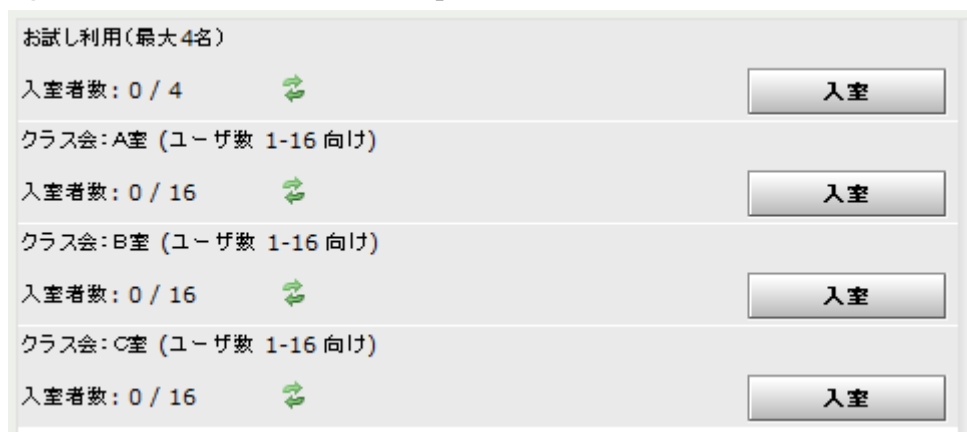 お試し利用(最大4名)
入室者数: 0 / 4 入室
クラス会:A室 (ユーザ数 1-16 向け)
入室者数: 0 / 16 入室
クラス会:B室 (ユーザ数 1-16 向け)
入室者数: 0 / 16 入室
クラス会:C室 (ユーザ数 1-16 向け)
入室者数: 0 / 16 入室